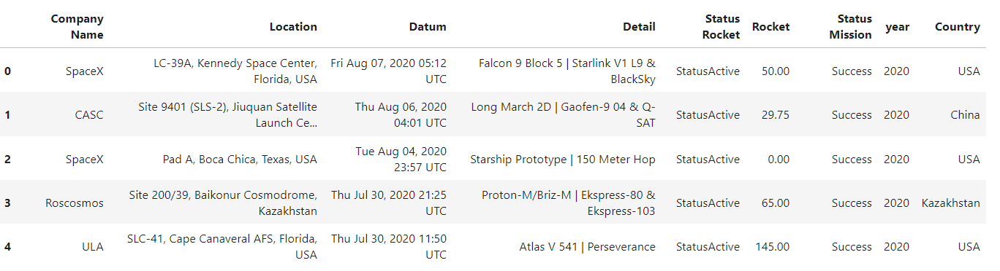 Company Name Location Datum Detail Status Rocket Rocket Status Mission year Country
0 SpaceX LC-39A, Kennedy Space Center, Florida, USA Fri Aug 07, 2020 05:12 UTC Falcon 9 Block 5 | Starlink V1 L9 & BlackSky StatusActive 50.00 Success 2020 USA
1 CASC Site 9401 (SLS-2), Jiuquan Satellite Launch Ce... Thu Aug 06, 2020 04:01 UTC Long March 2D | Gaofen-9 04 & Q-SAT StatusActive 29.75 Success 2020 China
2 SpaceX Pad A, Boca Chica, Texas, USA Tue Aug 04, 2020 23:57 UTC Starship Prototype | 150 Meter Hop StatusActive 0.00 Success 2020 USA
3 Roscosmos Site 200/39, Baikonur Cosmodrome, Kazakhstan Thu Jul 30, 2020 21:25 UTC Proton-M/Briz-M | Ekspress-80 & Ekspress-103 StatusActive 65.00 Success 2020 Kazakhstan
4 ULA SLC-41, Cape Canaveral AFS, Florida, USA Thu Jul 30, 2020 11:50 UTC Atlas V 541 | Perseverance StatusActive 145.00 Success 2020 USA